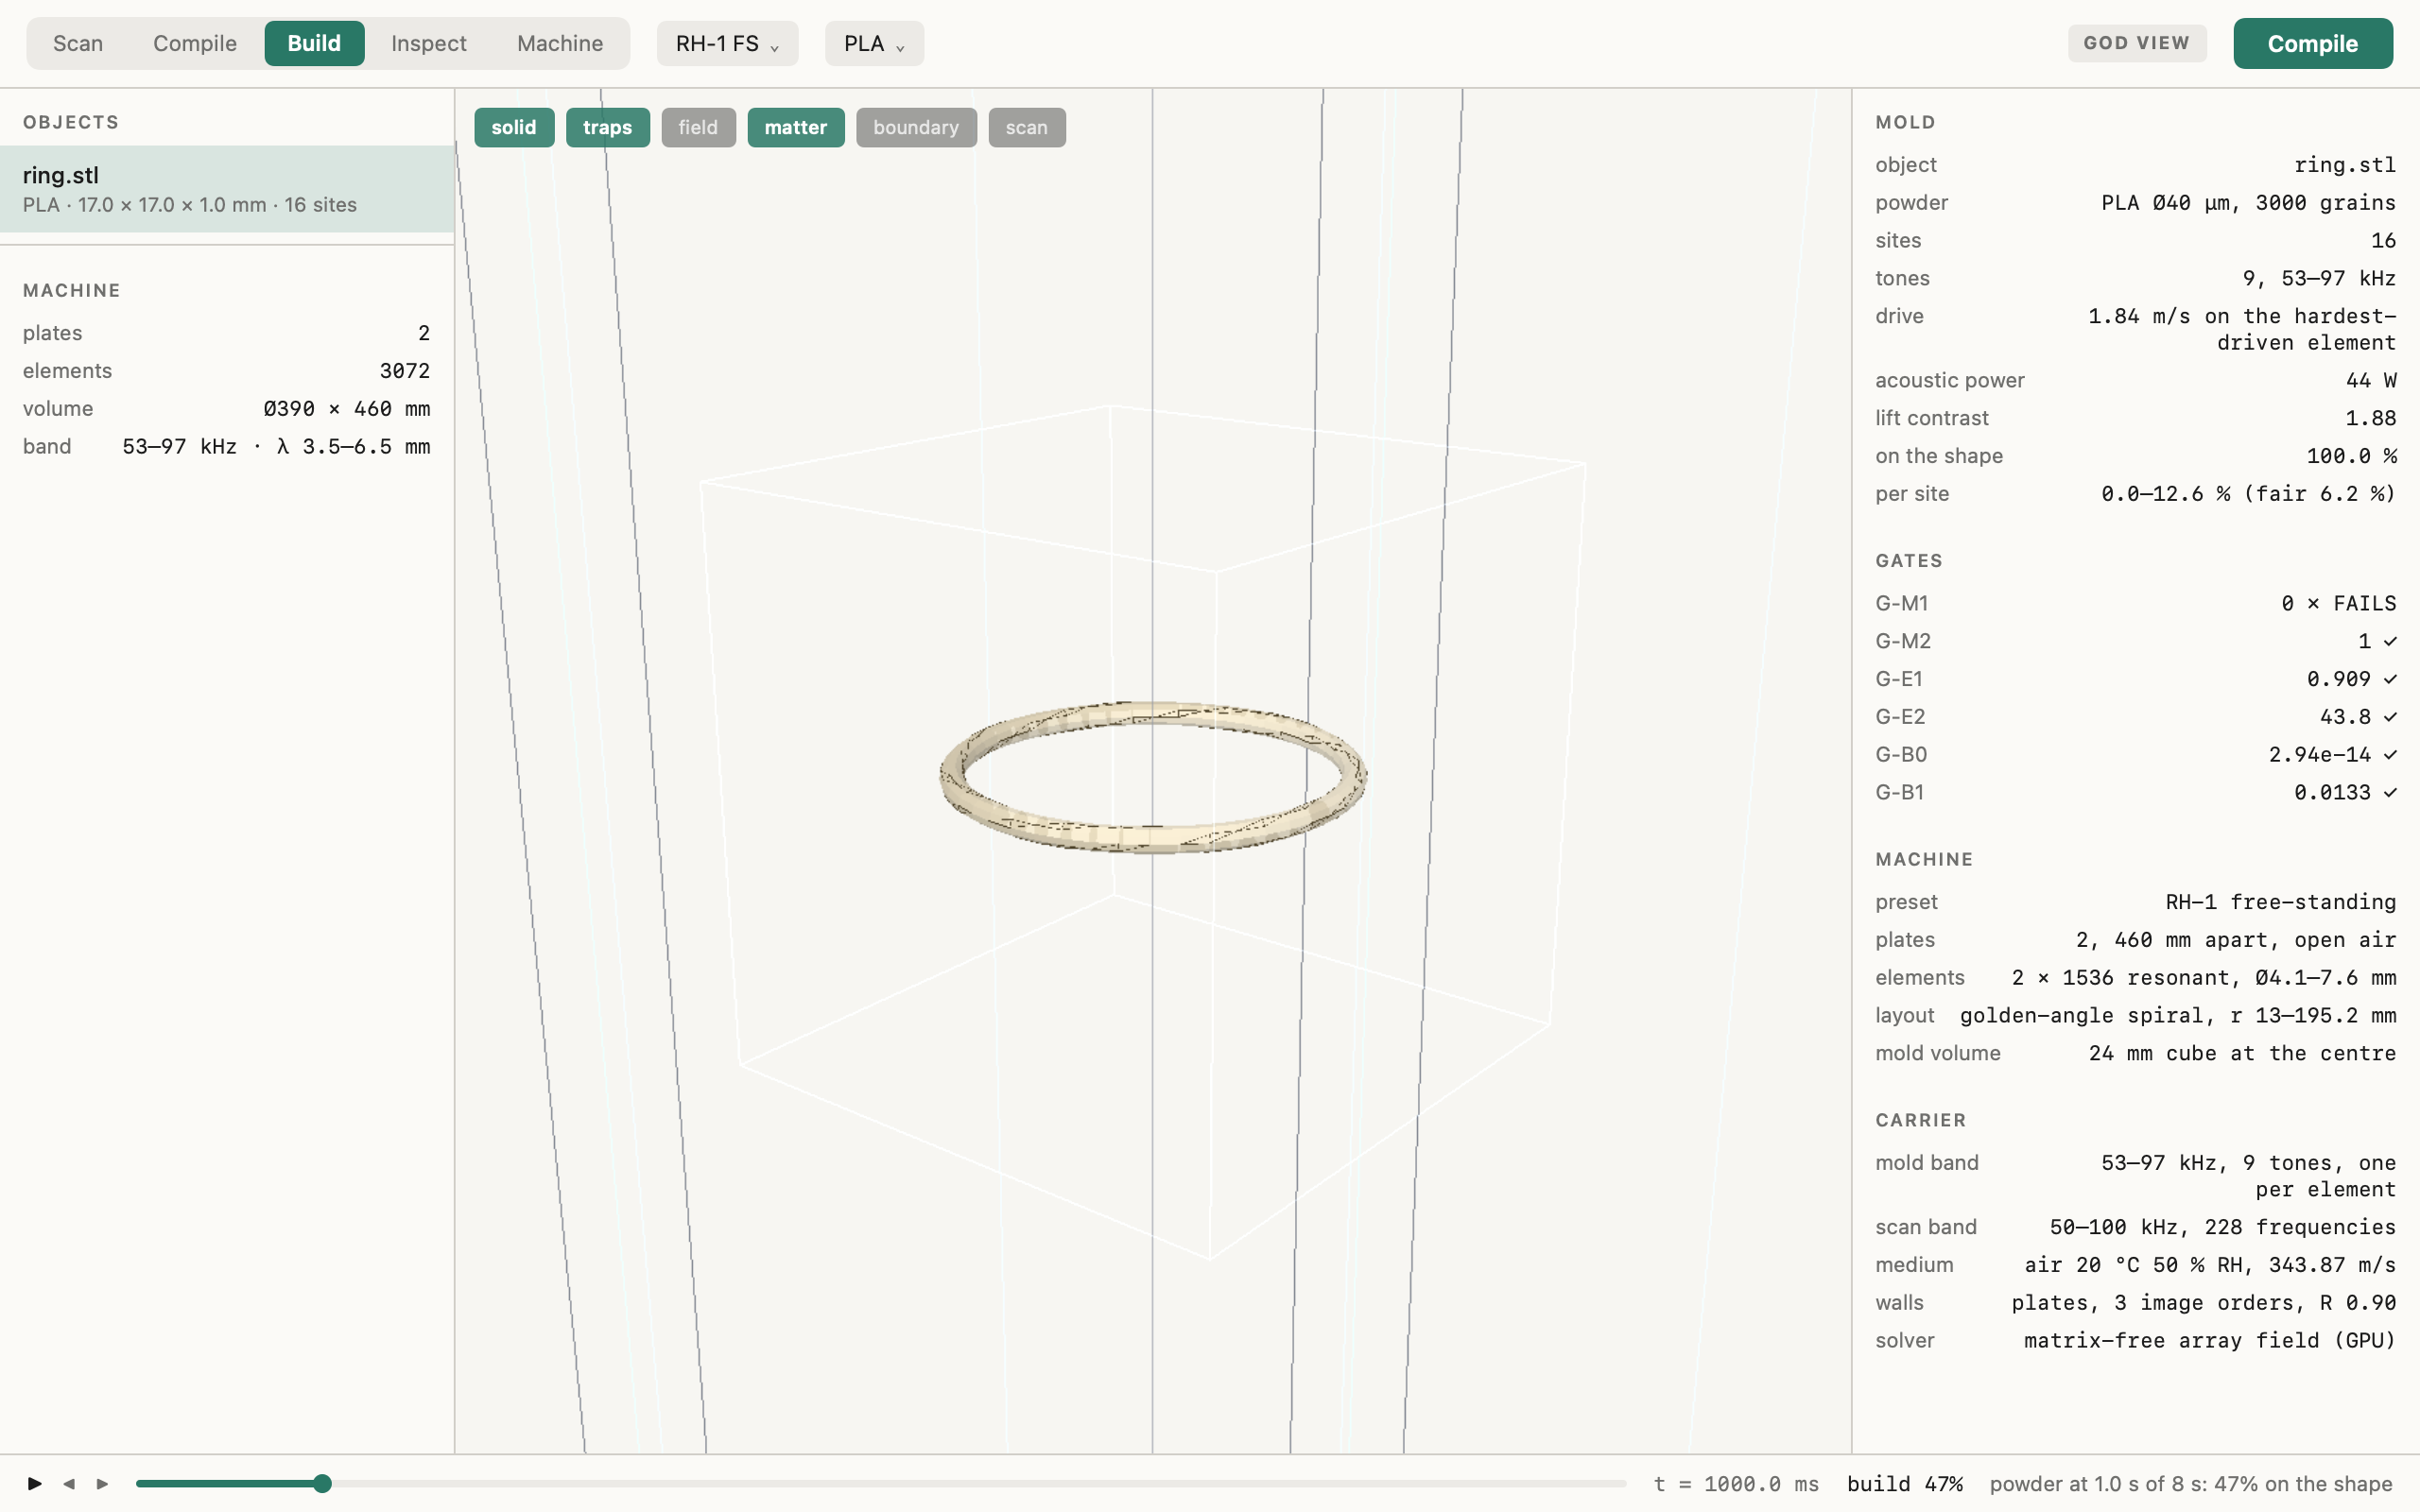 Scan Compile Build Inspect Machine RH-1 FS PLA GOD VIEW Compile
OBJECTS
ring.stl
PLA · 17.0 × 17.0 × 1.0 mm · 16 sites
MACHINE
plates 2
elements 3072
volume Ø390 × 460 mm
band 53–97 kHz · λ 3.5–6.5 mm
solid traps field matter boundary scan
MOLD
object ring.stl
powder PLA Ø40 µm, 3000 grains
sites 16
tones 9, 53–97 kHz
drive 1.84 m/s on the hardest-
driven element
acoustic power 44 W
lift contrast 1.88
on the shape 100.0 %
per site 0.0–12.6 % (fair 6.2 %)
GATES
G-M1 0 × FAILS
G-M2 1 ✓
G-E1 0.909 ✓
G-E2 43.8 ✓
G-B0 2.94e-14 ✓
G-B1 0.0133 ✓
MACHINE
preset RH-1 free-standing
plates 2, 460 mm apart, open air
elements 2 × 1536 resonant, Ø4.1–7.6 mm
layout golden-angle spiral, r 13–195.2 mm
mold volume 24 mm cube at the centre
CARRIER
mold band 53–97 kHz, 9 tones, one
per element
scan band 50–100 kHz, 228 frequencies
medium air 20 °C 50 % RH, 343.87 m/s
walls plates, 3 image orders, R 0.90
solver matrix-free array field (GPU)
t = 1000.0 ms build 47% powder at 1.0 s of 8 s: 47% on the shape